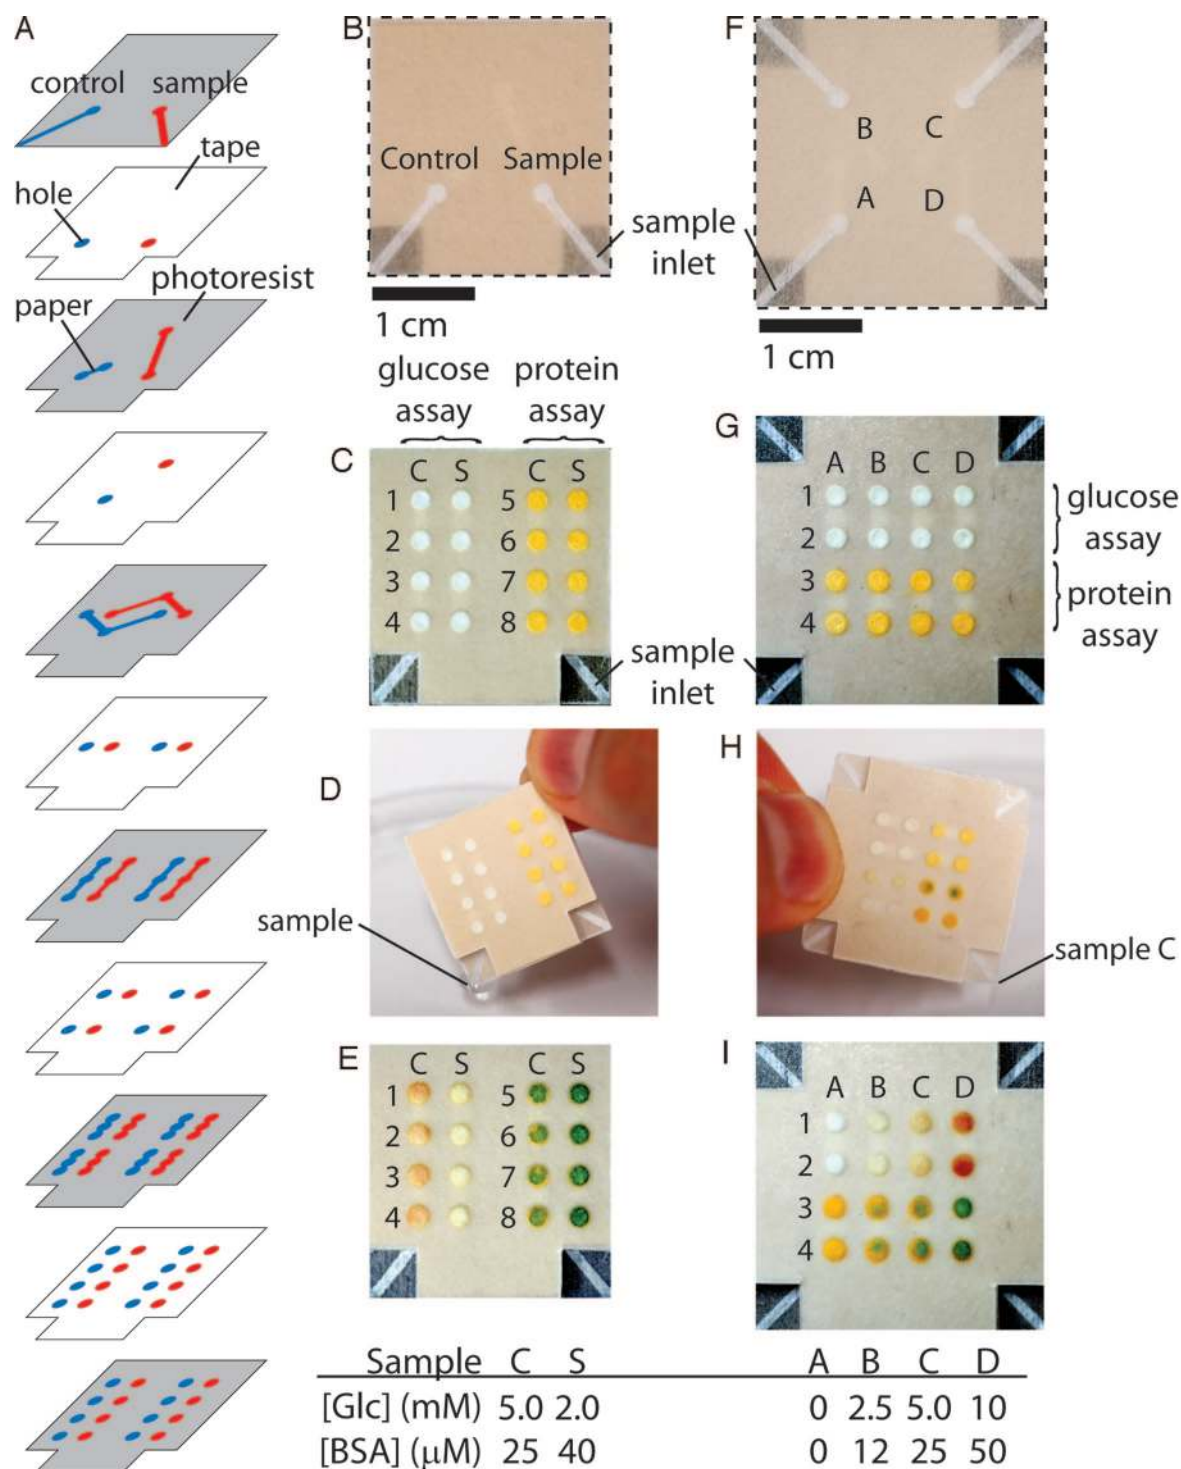 A
control sample
tape
hole
photoresist
paper
B
Control Sample
sample
inlet
1 cm
F
B C
A D
1 cm
glucose
assay
protein
assay
C
C S C S
1 5
2 6
3 7
4 8
sample
inlet
G
A B C D
1
2
3
4
glucose
assay
protein
assay
D
sample
H
sample C
E
C S C S
1 5
2 6
3 7
4 8
I
A B C D
1
2
3
4
Sample C S A B C D
[Glc] (mM) 5.0 2.0 0 2.5 5.0 10
[BSA] (μM) 25 40 0 12 25 50